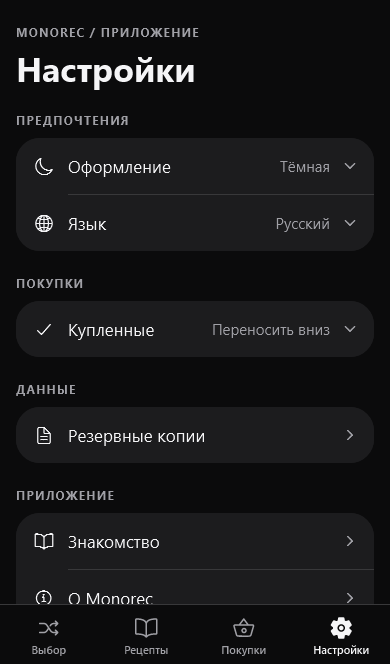 MONOREC / ПРИЛОЖЕНИЕ
Настройки
ПРЕДПОЧТЕНИЯ
Оформление Тёмная
Язык Русский
ПОКУПКИ
Купленные Переносить вниз
ДАННЫЕ
Резервные копии
ПРИЛОЖЕНИЕ
Знакомство
О Monorec
Выбор Рецепты Покупки Настройки